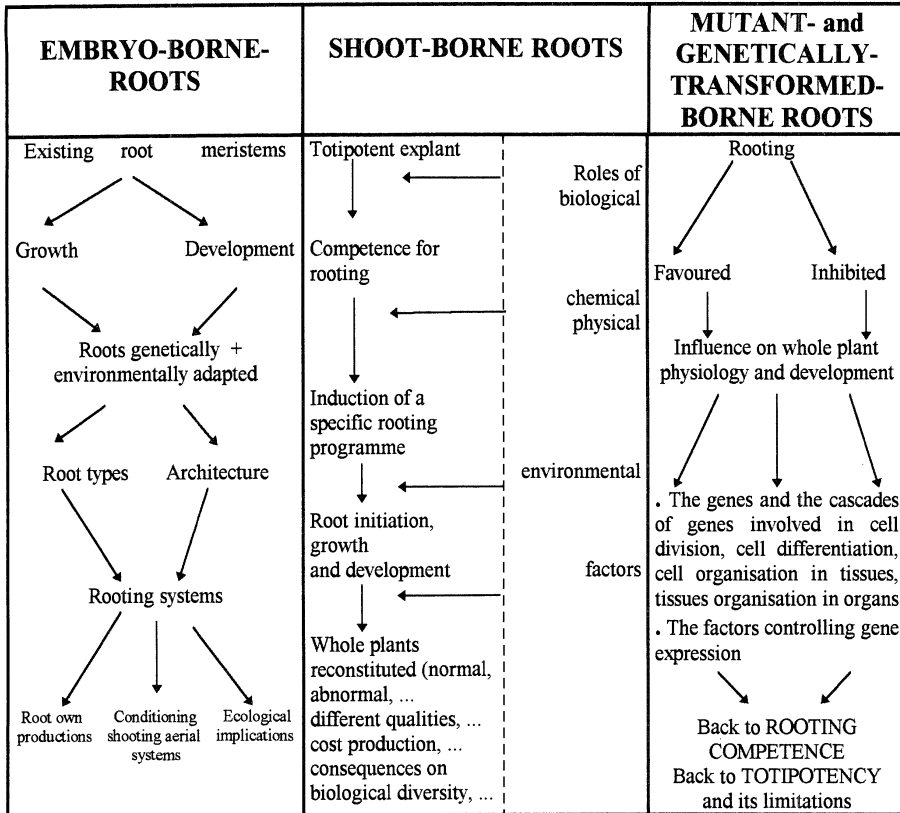 EMBRYO-BORNE-
ROOTS
Existing root meristems
Growth Development
Roots genetically +
environmentally adapted
Root types Architecture
Rooting systems
Root own
productions
Conditioning
shooting aerial
systems
Ecological
implications
SHOOT-BORNE ROOTS
Totipotent explant
Competence for
rooting
Induction of a
specific rooting
programme
Root initiation,
growth
and development
Whole plants
reconstituted (normal,
abnormal, ...
different qualities, ...
cost production, ...
consequences on
biological diversity, ...
Roles of
biological
chemical
physical
environmental
factors
MUTANT- and
GENETICALLY-
TRANSFORMED-
BORNE ROOTS
Rooting
Favoured Inhibited
Influence on whole plant
physiology and development
. The genes and the cascades
of genes involved in cell
division, cell differentiation,
cell organisation in tissues,
tissues organisation in organs
. The factors controlling gene
expression
Back to ROOTING
COMPETENCE
Back to TOTIPOTENCY
and its limitations